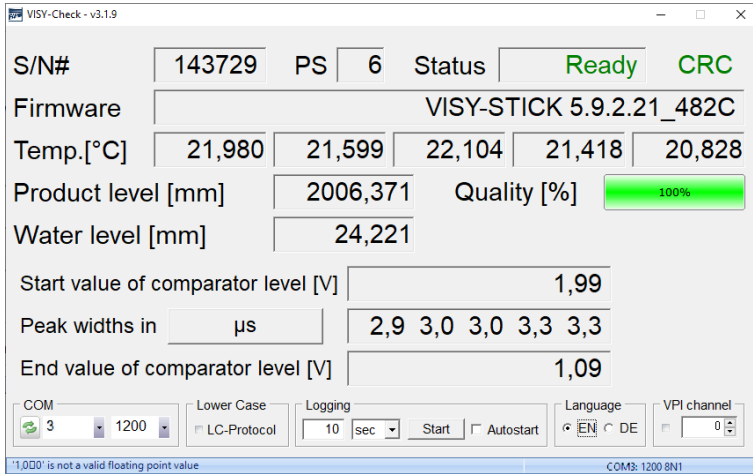 VISY-Check - v3.1.9
S/N# 143729 PS 6 Status Ready CRC
Firmware VISY-STICK 5.9.2.21_482C
Temp.[°C] 21,980 21,599 22,104 21,418 20,828
Product level [mm] 2006,371 Quality [%] 100%
Water level [mm] 24,221
Start value of comparator level [V] 1,99
Peak widths in µs 2,9 3,0 3,0 3,3 3,3
End value of comparator level [V] 1,09
COM Lower Case Logging Language VPI channel
3 1200 LC-Protocol 10 sec Start Autostart EN DE 0
'1,0▯▯0' is not a valid floating point value COM3: 1200 8N1